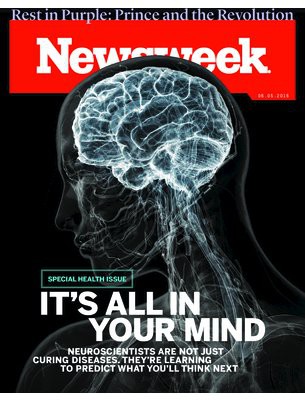 Rest in Purple: Prince and the Revolution
Newsweek
05.06.2016
SPECIAL HEALTH ISSUE
IT'S ALL IN
YOUR MIND
NEUROSCIENTISTS ARE NOT JUST
CURING DISEASES. THEY'RE LEARNING
TO PREDICT WHAT YOU'LL THINK NEXT